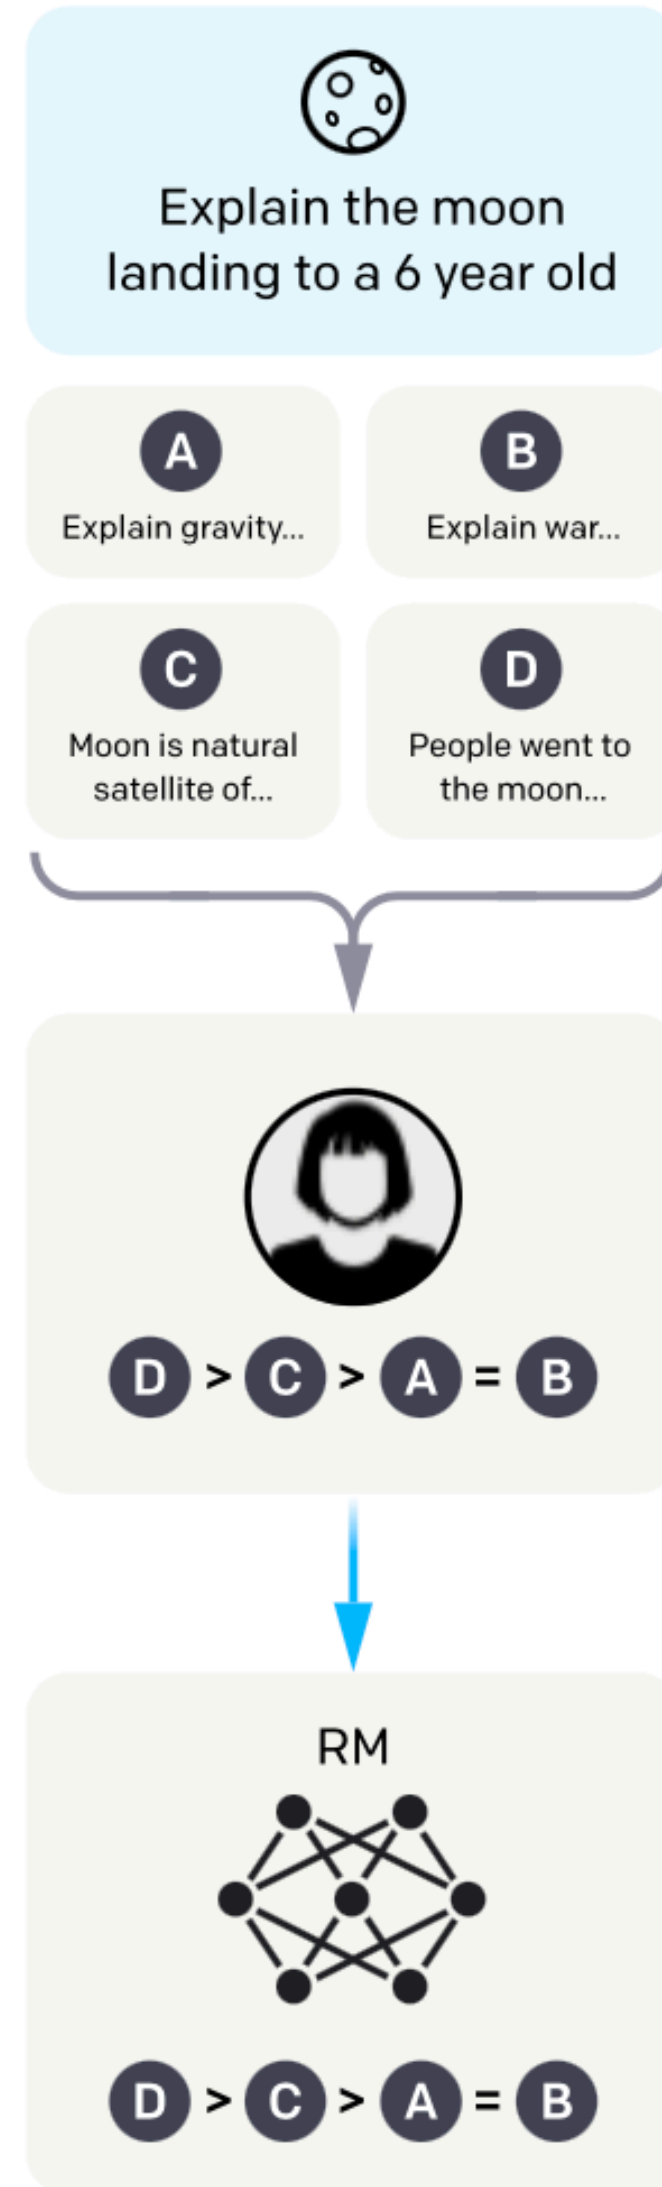 Explain the moon
landing to a 6 year old
A
B
Explain gravity...
Explain war...
C
D
Moon is natural
satellite of...
People went to
the moon...
D > C > A = B
RM
D > C > A = B